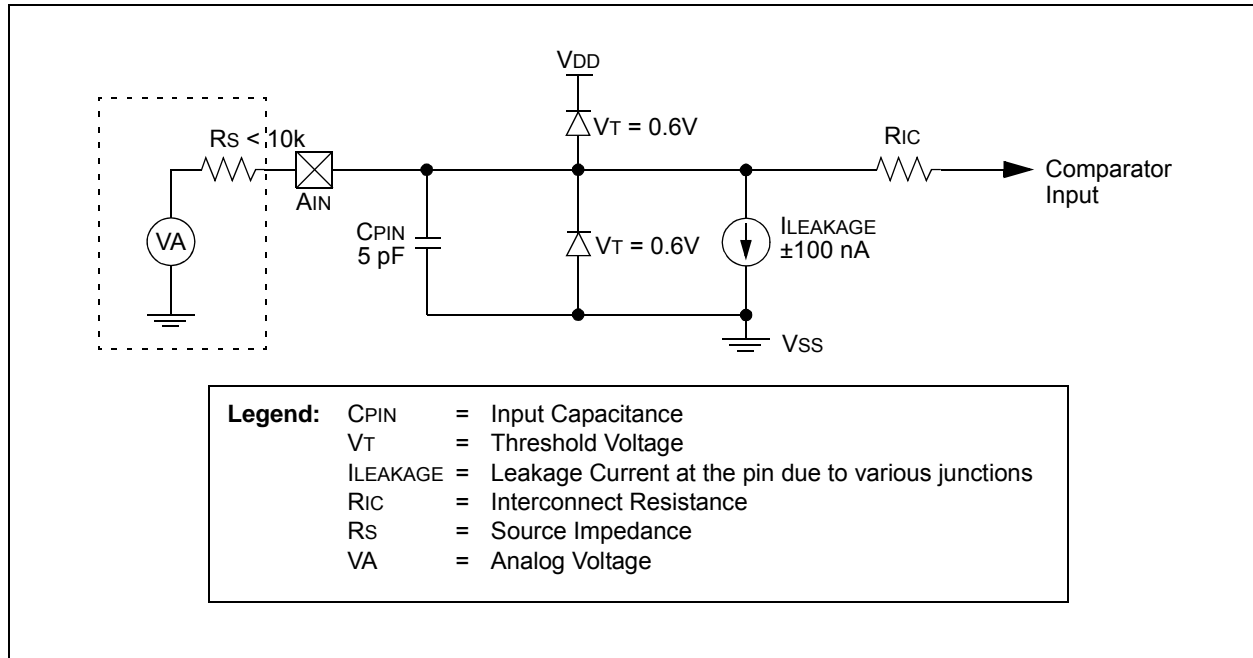 VDD
VT = 0.6V
RS < 10k
RIC
AIN
Comparator
Input
VA
CPIN
5 pF
VT = 0.6V
ILEAKAGE
±100 nA
VSS
Legend: CPIN = Input Capacitance
VT = Threshold Voltage
ILEAKAGE = Leakage Current at the pin due to various junctions
RIC = Interconnect Resistance
RS = Source Impedance
VA = Analog Voltage